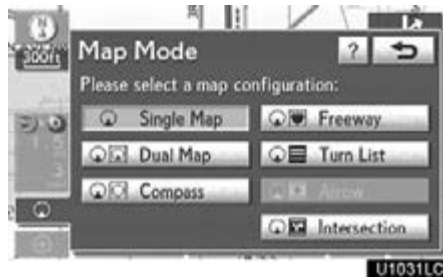 N
300ft
Map Mode
?
Please select a map configuration:
Single Map
Freeway
Dual Map
Turn List
Compass
Arrow
Intersection
U1031LC